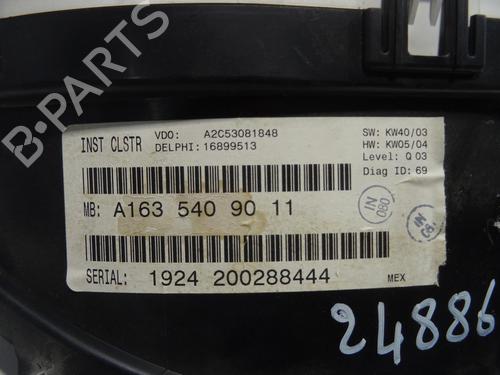 INST CLSTR VDO: A2C53081848 SW: KW40/03
DELPHI: 16899513 HW: KW05/04
Level: Q 03
Diag ID: 69
MB: A163 540 90 11
IN
080
IN
SERIAL: 1924 200288444 MEX
24886
B-PARTS